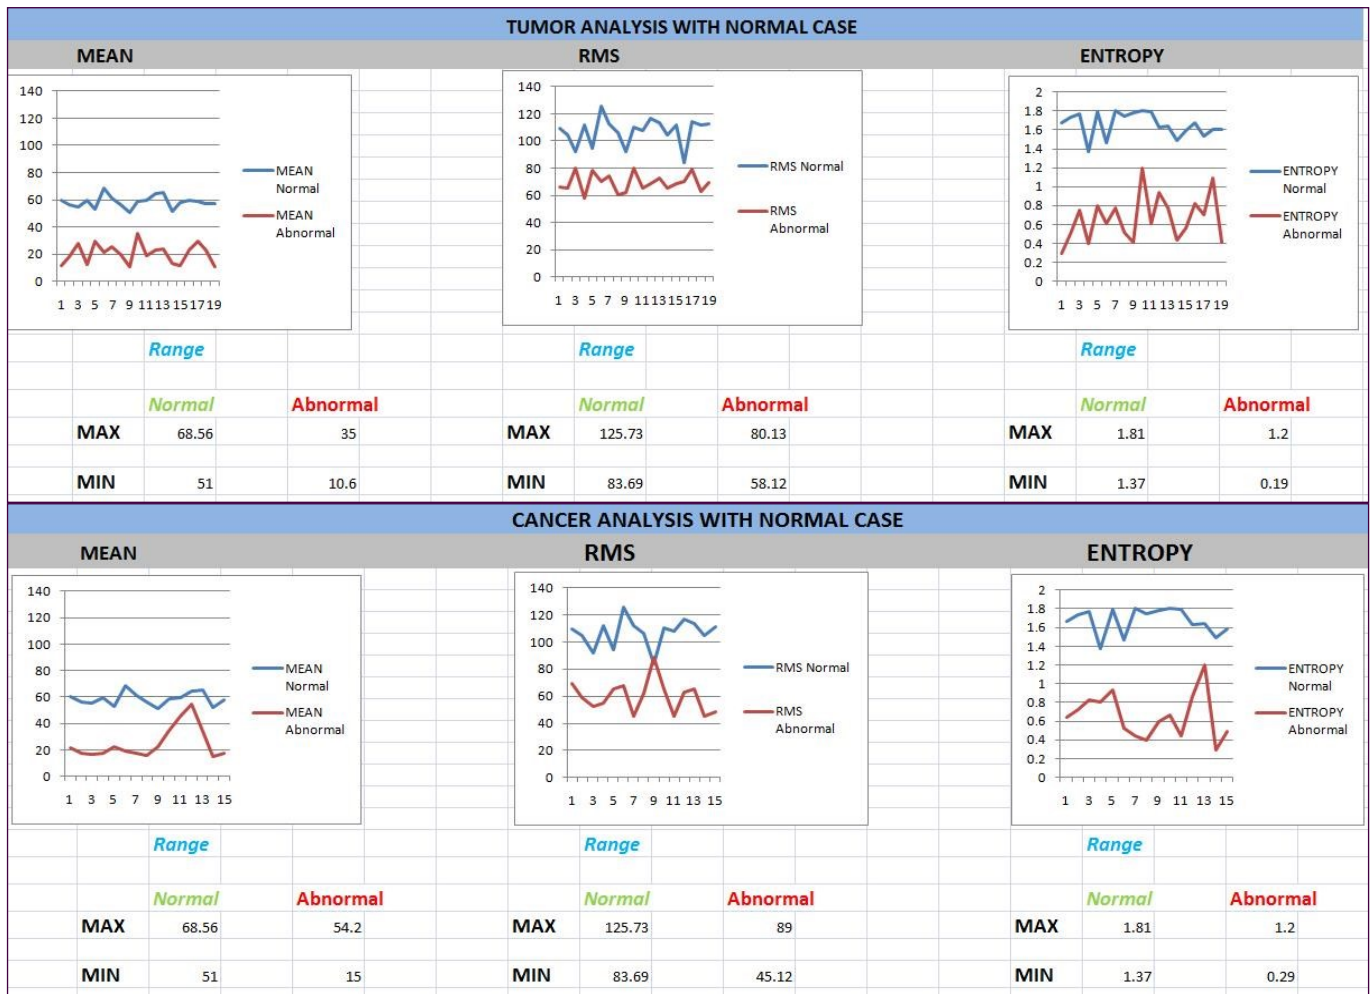 TUMOR ANALYSIS WITH NORMAL CASE
MEAN RMS ENTROPY
140
120
100
80
60
40
20
0
1 3 5 7 9 11 13 15 17 19
MEAN
Normal
MEAN
Abnormal
140
120
100
80
60
40
20
0
1 3 5 7 9 11 13 15 17 19
RMS Normal
RMS
Abnormal
2
1.8
1.6
1.4
1.2
1
0.8
0.6
0.4
0.2
0
1 3 5 7 9 11 13 15 17 19
ENTROPY
Normal
ENTROPY
Abnormal
Range Range Range
Normal Abnormal Normal Abnormal Normal Abnormal
MAX 68.56 35 MAX 125.73 80.13 MAX 1.81 1.2
MIN 51 10.6 MIN 83.69 58.12 MIN 1.37 0.19
CANCER ANALYSIS WITH NORMAL CASE
MEAN RMS ENTROPY
140
120
100
80
60
40
20
0
1 3 5 7 9 11 13 15
MEAN
Normal
MEAN
Abnormal
140
120
100
80
60
40
20
0
1 3 5 7 9 11 13 15
RMS Normal
RMS
Abnormal
2
1.8
1.6
1.4
1.2
1
0.8
0.6
0.4
0.2
0
1 3 5 7 9 11 13 15
ENTROPY
Normal
ENTROPY
Abnormal
Range Range Range
Normal Abnormal Normal Abnormal Normal Abnormal
MAX 68.56 54.2 MAX 125.73 89 MAX 1.81 1.2
MIN 51 15 MIN 83.69 45.12 MIN 1.37 0.29